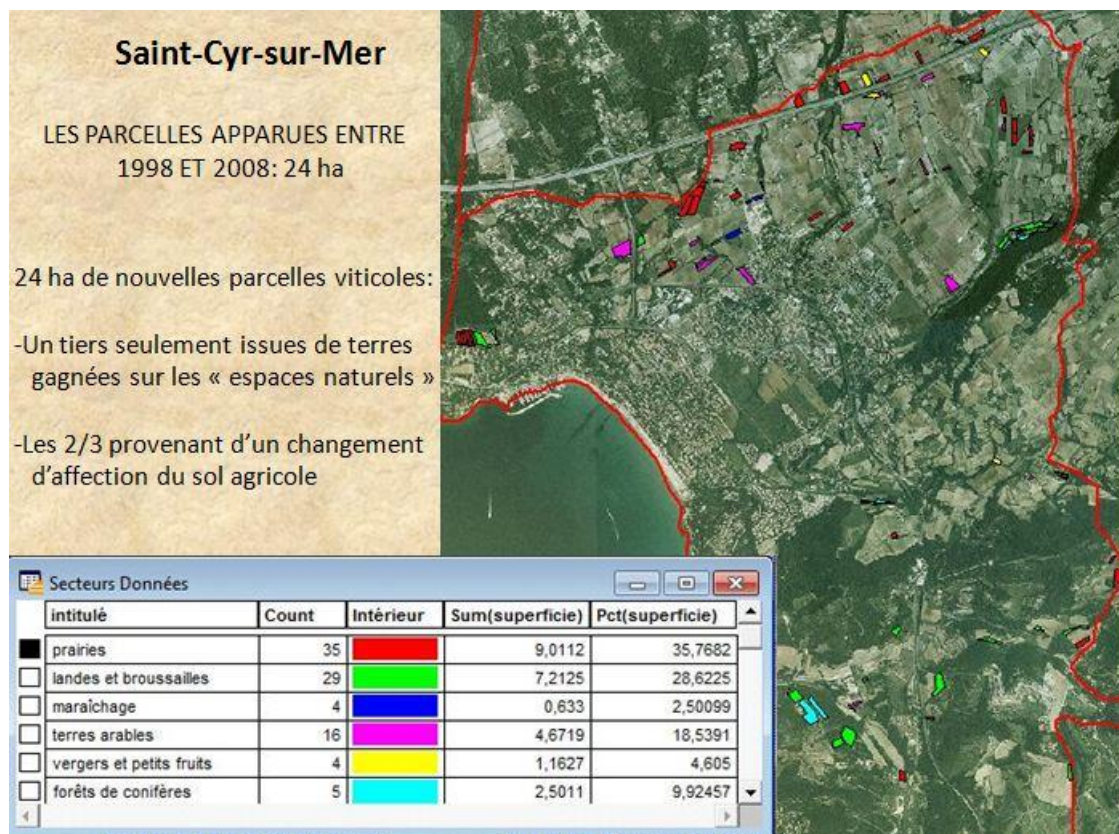 Saint-Cyr-sur-Mer
LES PARCELLES APPARUES ENTRE
1998 ET 2008: 24 ha
24 ha de nouvelles parcelles viticoles:
-Un tiers seulement issues de terres
gagnées sur les « espaces naturels »
-Les 2/3 provenant d’un changement
d’affection du sol agricole
Secteurs Données
intitulé Count Intérieur Sum(superficie) Pct(superficie)
prairies 35 9,0112 35,7682
landes et broussailles 29 7,2125 28,6225
maraîchage 4 0,633 2,50099
terres arables 16 4,6719 18,5391
vergers et petits fruits 4 1,1627 4,605
forêts de conifères 5 2,5011 9,92457